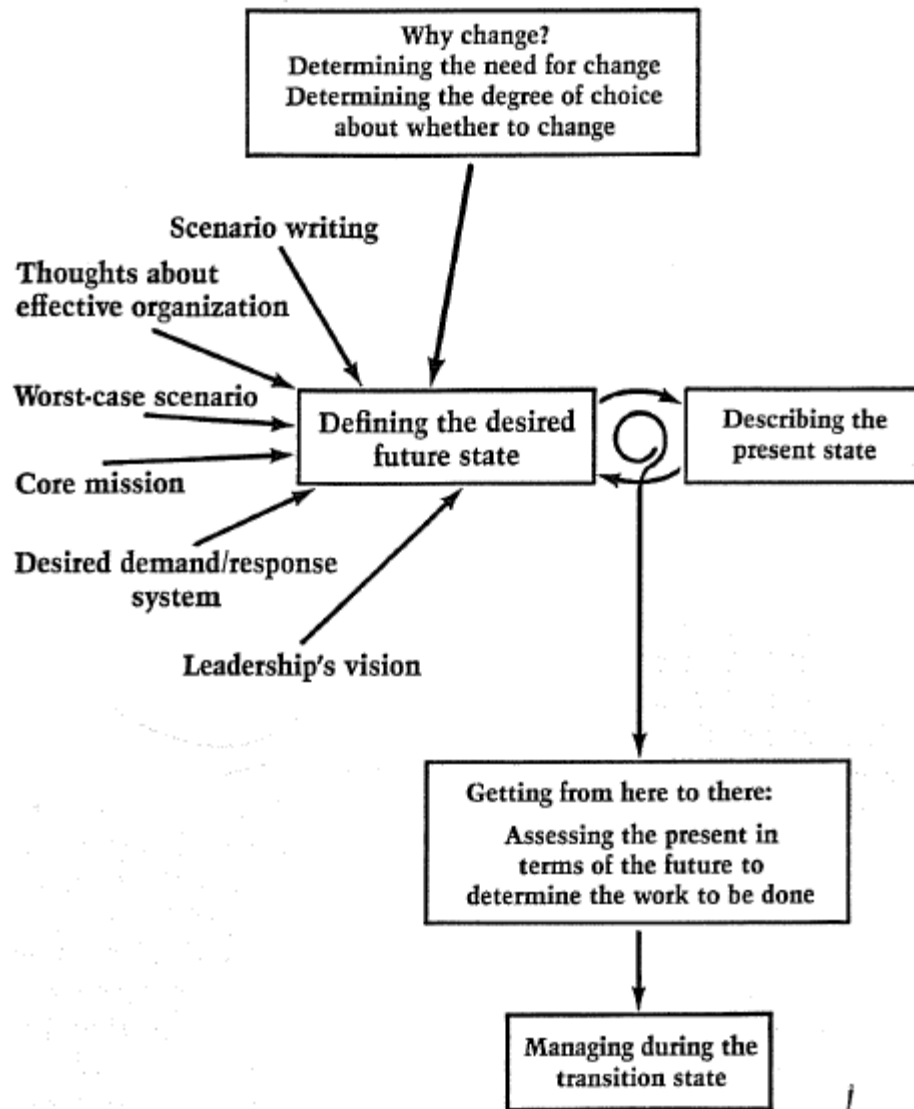 Why change?
Determining the need for change
Determining the degree of choice
about whether to change
Scenario writing
Thoughts about
effective organization
Worst-case scenario
Core mission
Desired demand/response
system
Leadership's vision
Defining the desired
future state
Describing the
present state
Getting from here to there:
Assessing the present in
terms of the future to
determine the work to be done
Managing during the
transition state